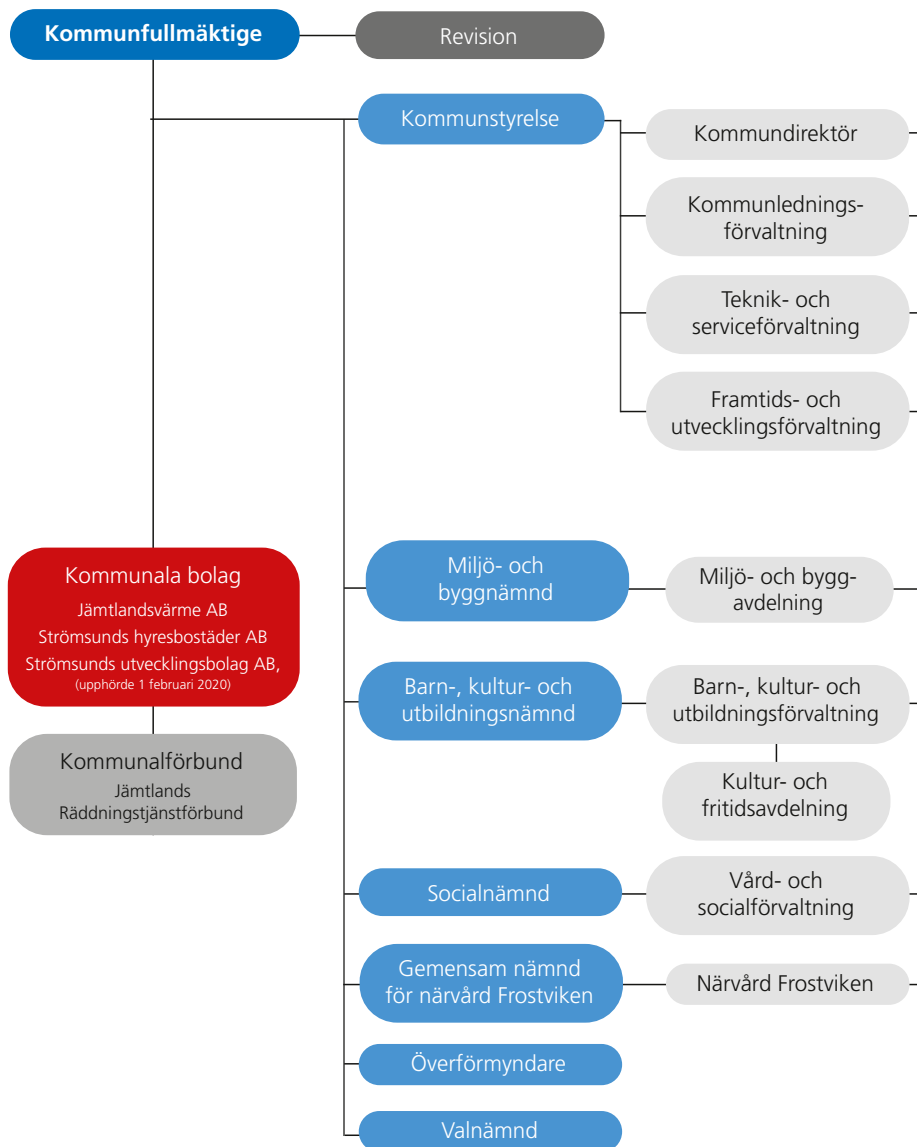 Kommunfullmäktige
Revision
Kommunstyrelse
Kommundirektör
Kommunlednings-
förvaltning
Teknik- och
serviceförvaltning
Framtids- och
utvecklingsförvaltning
Kommunala bolag
Jämtlandsvärme AB
Strömsunds hyresbostäder AB
Strömsunds utvecklingsbolag AB,
(upphörde 1 februari 2020)
Kommunalförbund
Jämtlands
Räddningstjänstförbund
Miljö- och
byggnämnd
Miljö- och bygg-
avdelning
Barn-, kultur- och
utbildningsnämnd
Barn-, kultur- och
utbildningsförvaltning
Kultur- och
fritidsavdelning
Socialnämnd
Vård- och
socialförvaltning
Gemensam nämnd
för närvård Frostviken
Närvård Frostviken
Överförmyndare
Valnämnd